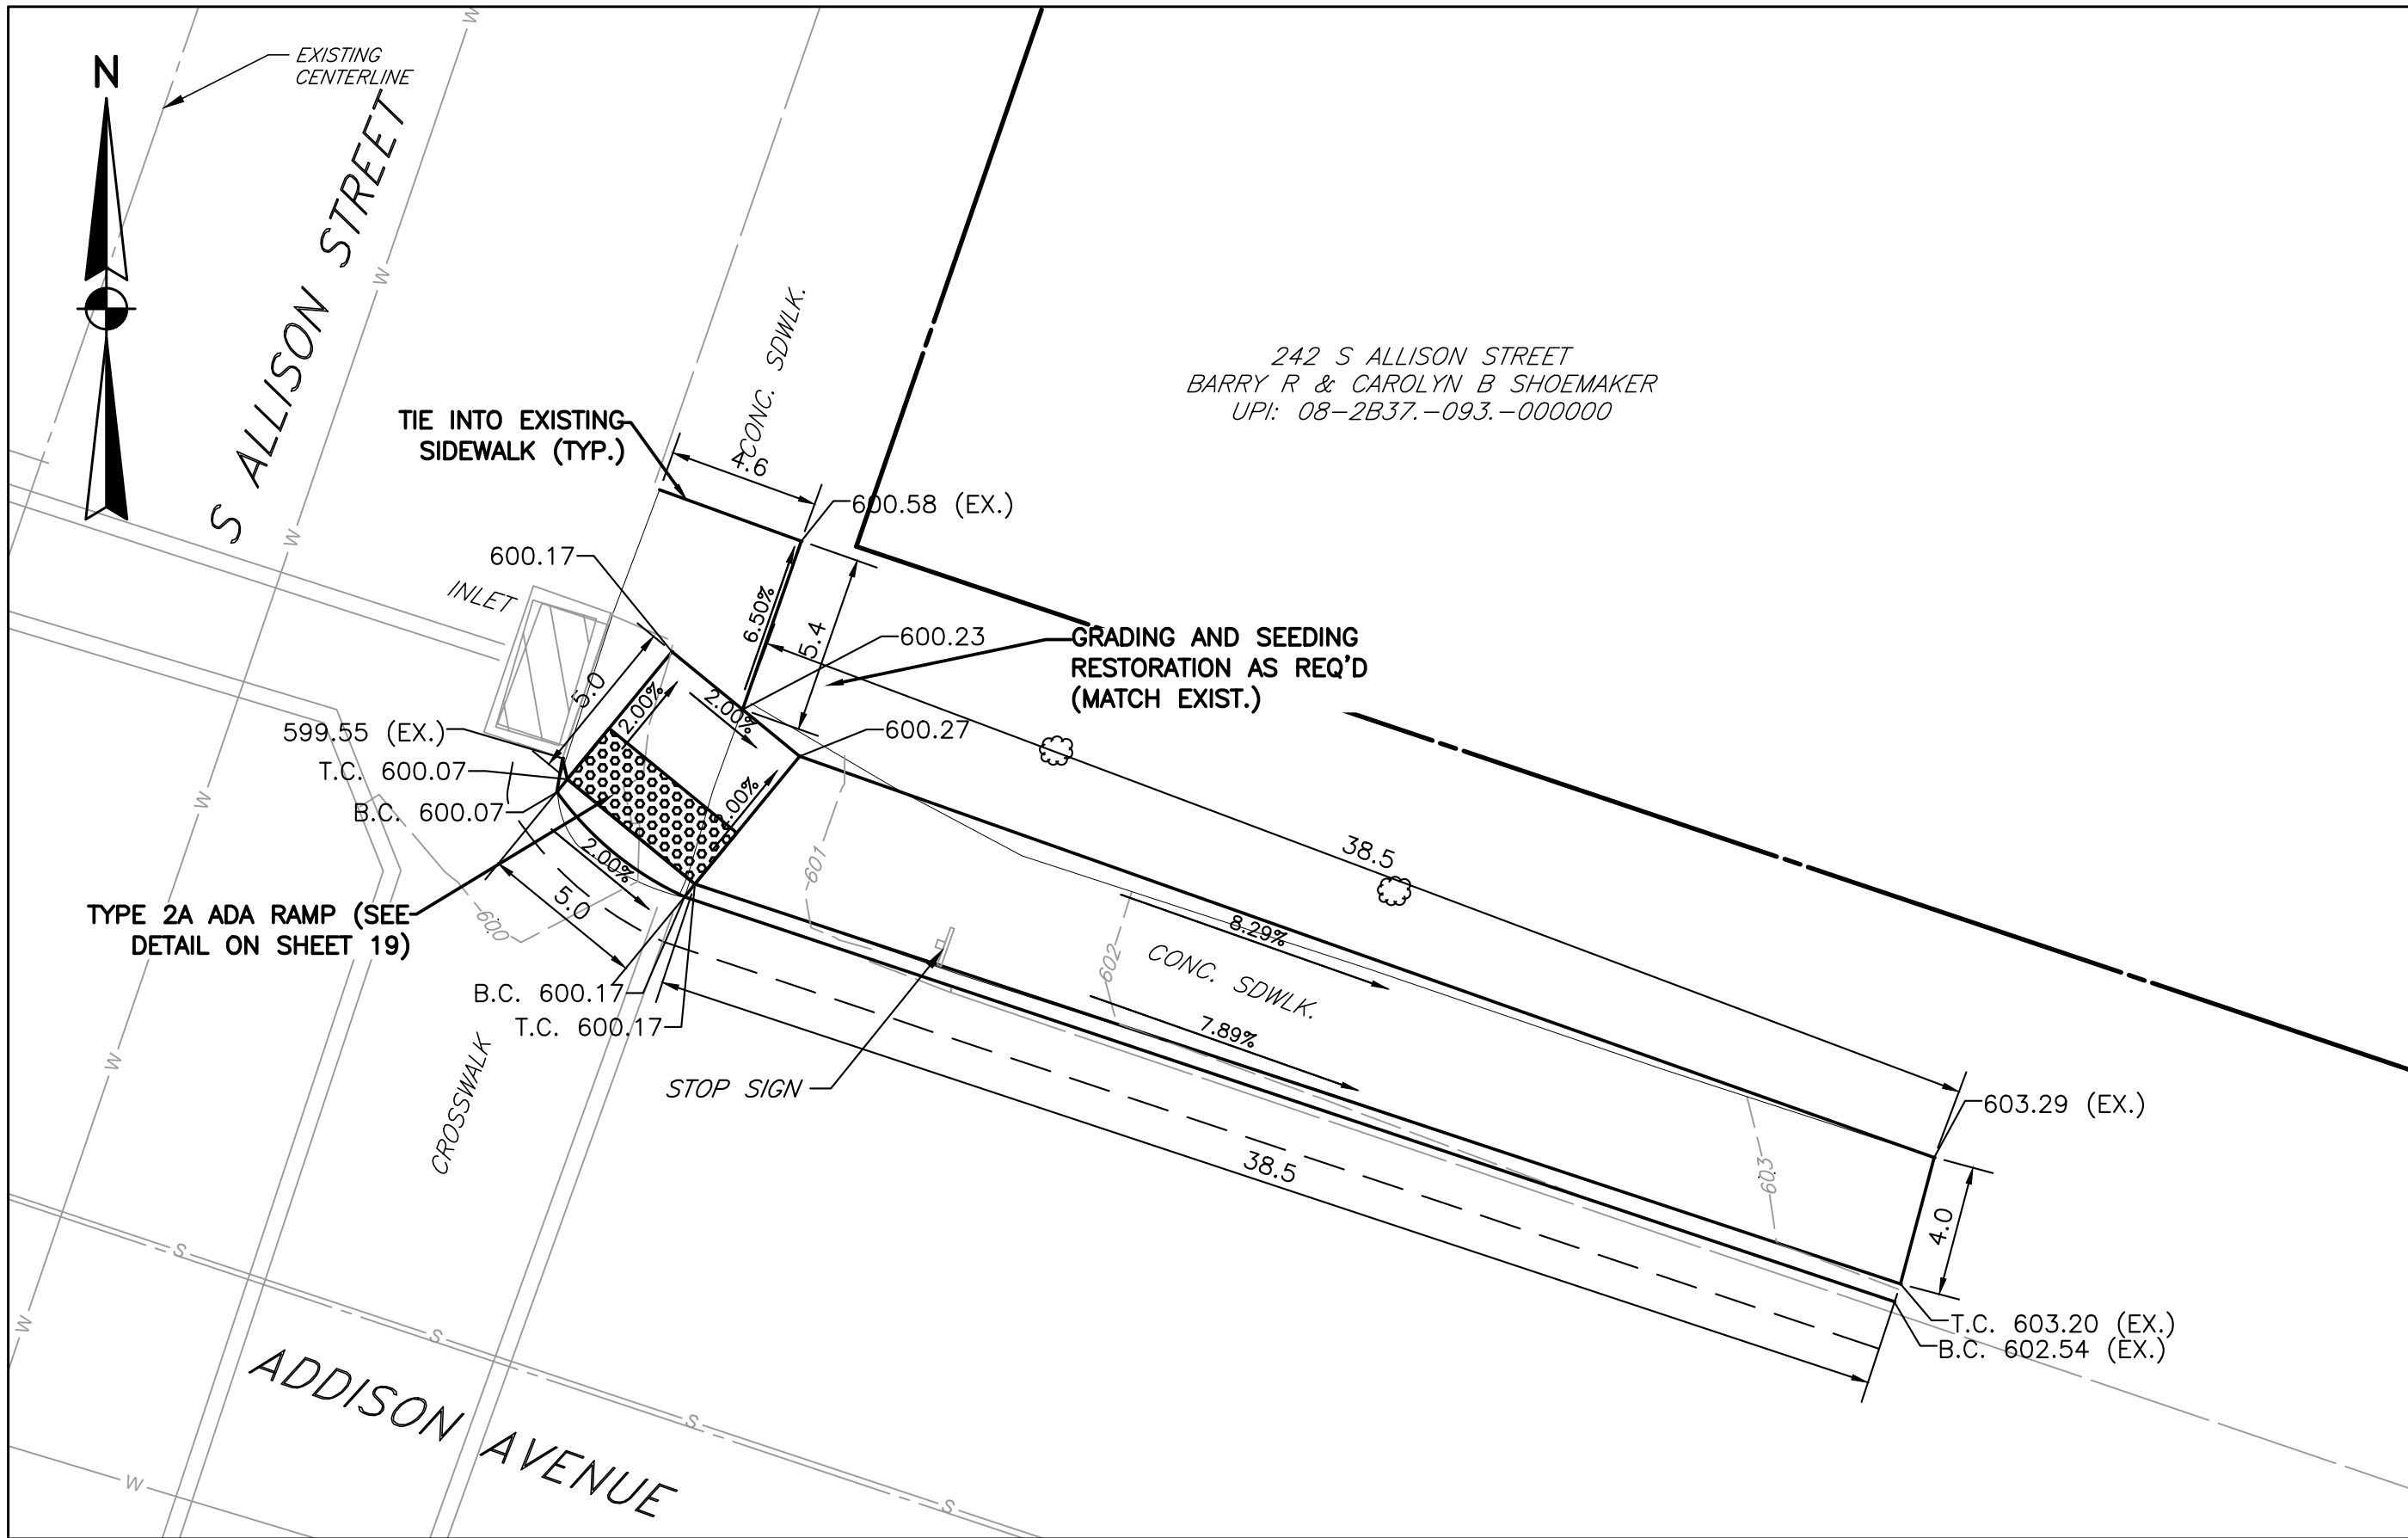 N
EXISTING
CENTERLINE
S ALLISON STREET
W
W
W
W
W
W
W
CONC. SDWLK.
242 S ALLISON STREET
BARRY R & CAROLYN B SHOEMAKER
UPI: 08-2B37.-093.-000000
TIE INTO EXISTING
SIDEWALK (TYP.)
4.6
600.58 (EX.)
600.17
INLET
6.50%
5.4
600.23
GRADING AND SEEDING
RESTORATION AS REQ'D
(MATCH EXIST.)
5.0
2.00%
2.00%
600.27
599.55 (EX.)
T.C. 600.07
B.C. 600.07
2.00%
2.00%
5.0
601
600
38.5
TYPE 2A ADA RAMP (SEE
DETAIL ON SHEET 19)
8.29%
602
CONC. SDWLK.
7.89%
B.C. 600.17
T.C. 600.17
STOP SIGN
CROSSWALK
603.29 (EX.)
38.5
603
4.0
T.C. 603.20 (EX.)
B.C. 602.54 (EX.)
S
S
S
S
ADDISON AVENUE
W